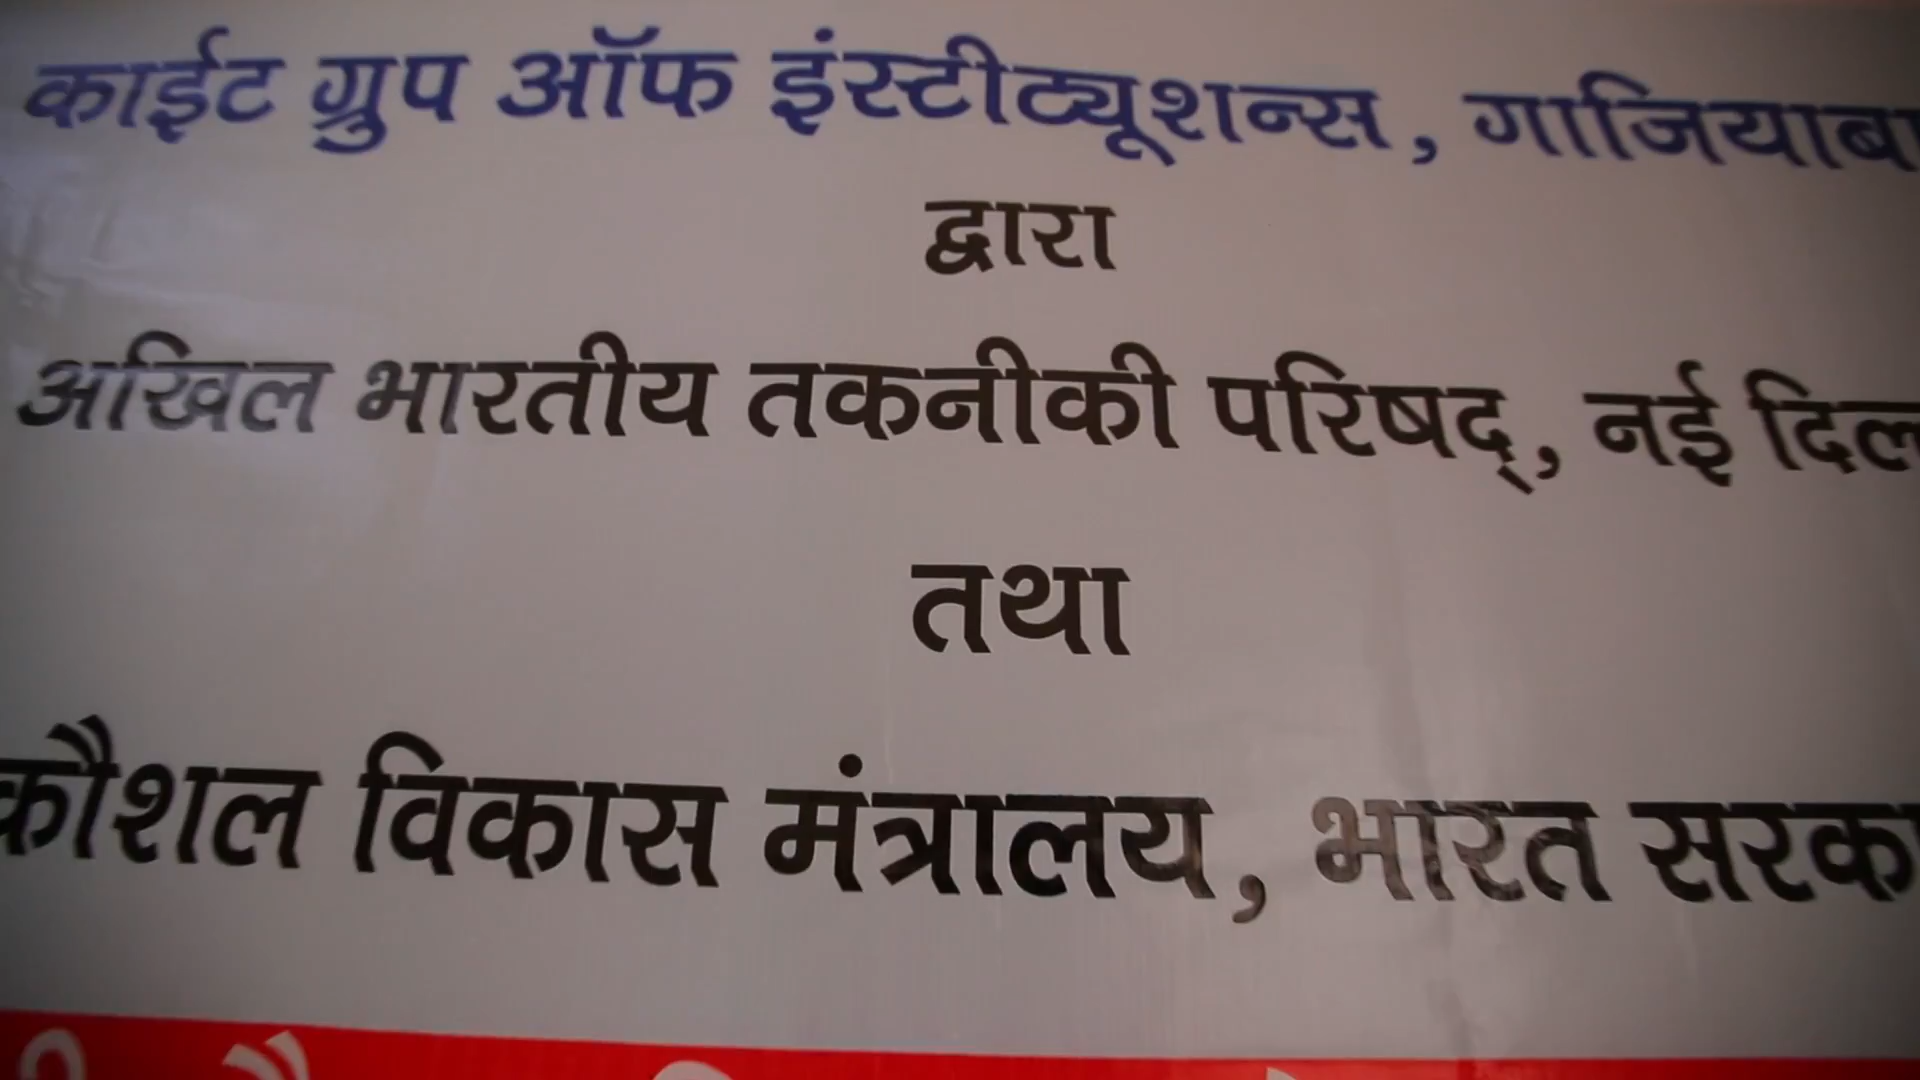 काईट ग्रुप ऑफ इंस्टीट्यूशन्स, गाजियाबा
द्वारा
अखिल भारतीय तकनीकी परिषद्, नई दिल
तथा
कौशल विकास मंत्रालय, भारत सरका